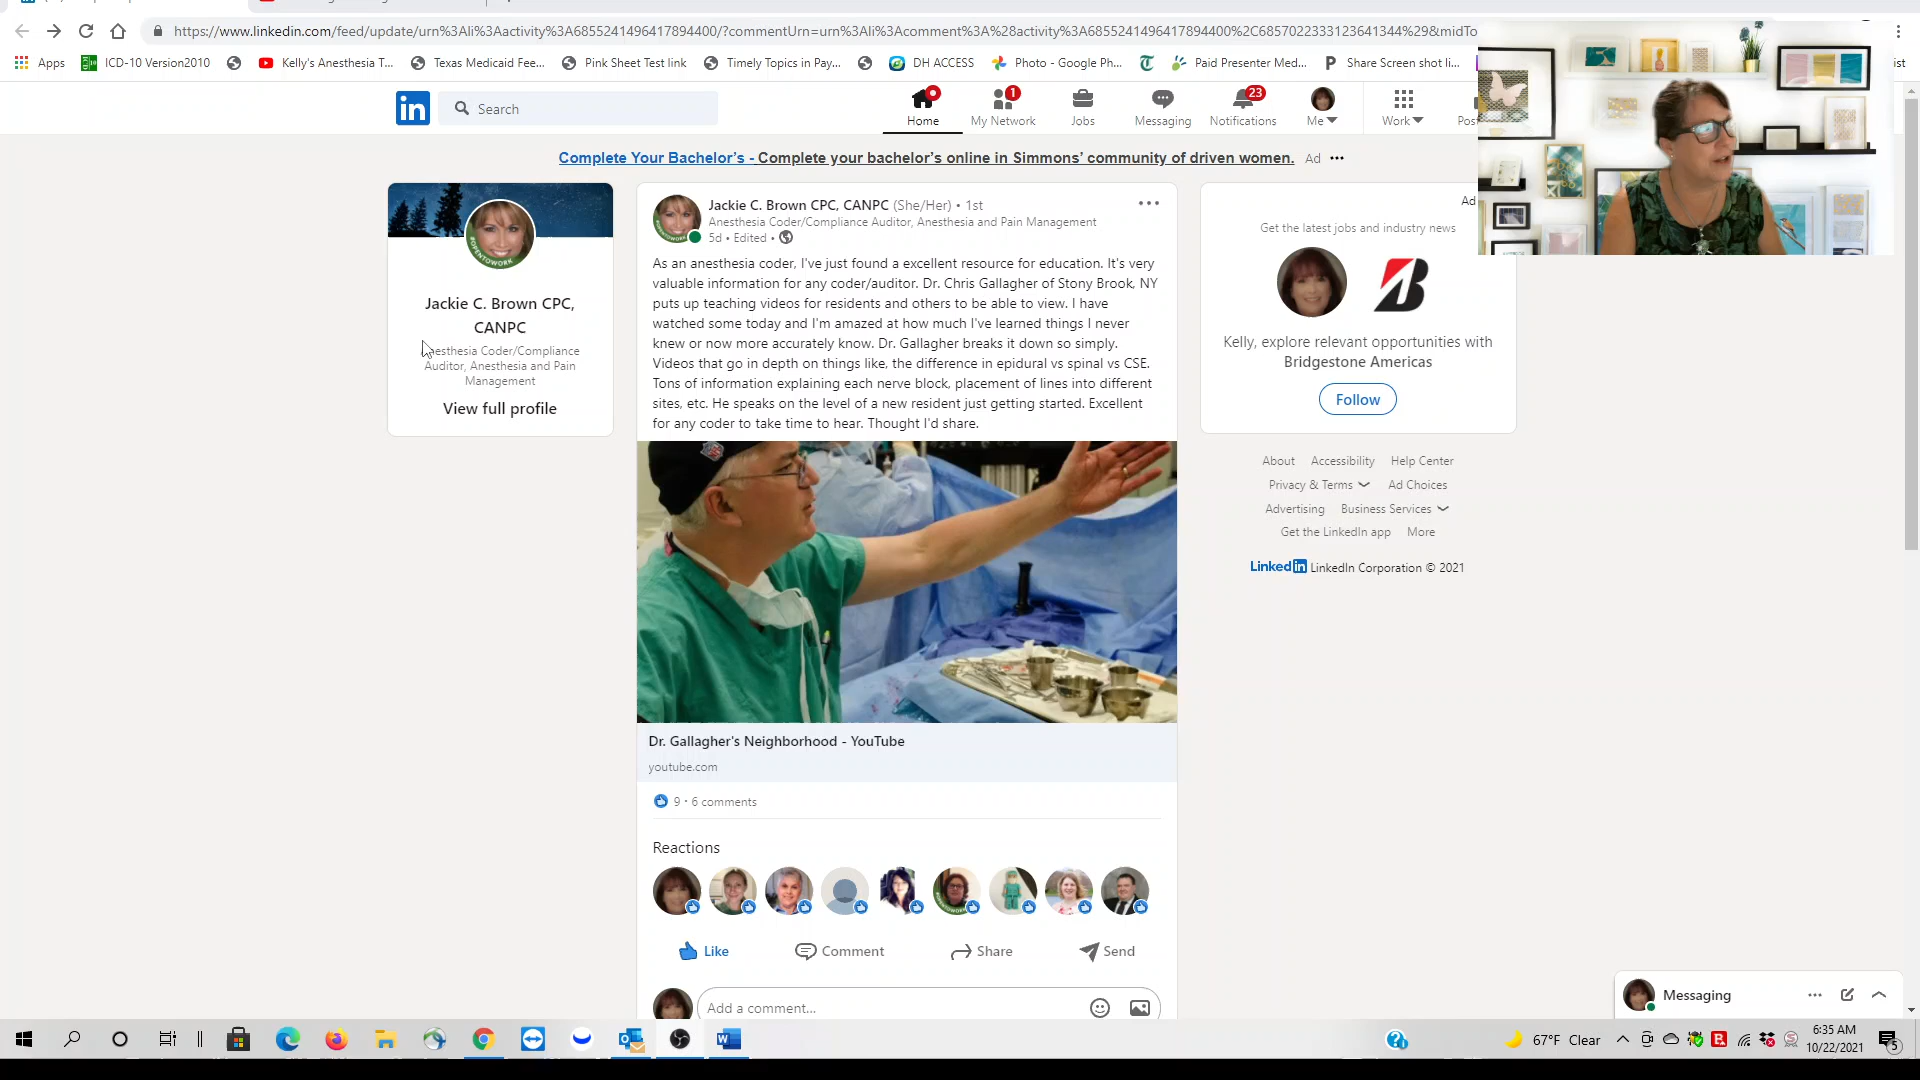 https://www.linkedin.com/feed/update/urn%3Ali%3Aactivity%3A6855241496417894400/?commentUrn=urn%3Ali%3Acomment%3A%28activity%3A6855241496417894400%2C6857022333123641344%29&midTo
Apps ICD-10 Version2010 Kelly's Anesthesia T... Texas Medicaid Fee... Pink Sheet Test link Timely Topics in Pay... DH ACCESS Photo - Google Ph... Paid Presenter Med... Share Screen shot li... ist
in Search
Home My Network 1 Jobs Messaging Notifications 23 Me Work
Complete Your Bachelor's - Complete your bachelor's online in Simmons' community of driven women. Ad
Jackie C. Brown CPC, CANPC
Anesthesia Coder/Compliance Auditor, Anesthesia and Pain Management
View full profile
Jackie C. Brown CPC, CANPC (She/Her) • 1st
Anesthesia Coder/Compliance Auditor, Anesthesia and Pain Management
5d • Edited •
As an anesthesia coder, I've just found a excellent resource for education. It's very
valuable information for any coder/auditor. Dr. Chris Gallagher of Stony Brook, NY
puts up teaching videos for residents and others to be able to view. I have
watched some today and I'm amazed at how much I've learned things I never
knew or now more accurately know. Dr. Gallagher breaks it down so simply.
Videos that go in depth on things like, the difference in epidural vs spinal vs CSE.
Tons of information explaining each nerve block, placement of lines into different
sites, etc. He speaks on the level of a new resident just getting started. Excellent
for any coder to take time to hear. Thought I'd share.
Dr. Gallagher's Neighborhood - YouTube
youtube.com
9 • 6 comments
Reactions
Like Comment Share Send
Add a comment...
Ad
Get the latest jobs and industry news
Kelly, explore relevant opportunities with
Bridgestone Americas
Follow
About Accessibility Help Center
Privacy & Terms Ad Choices
Advertising Business Services
Get the LinkedIn app More
LinkedIn LinkedIn Corporation © 2021
Messaging
67°F Clear
6:35 AM
10/22/2021
5